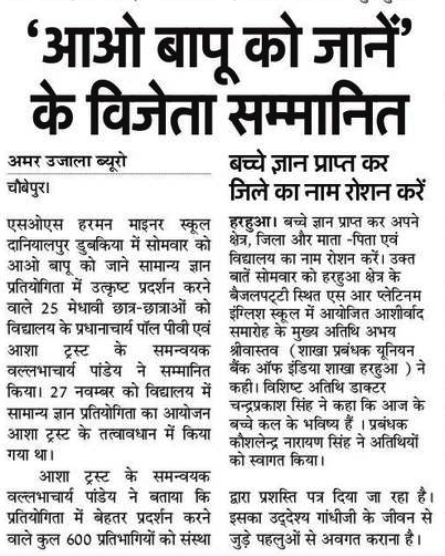 ‘आओ बापू को जानें’
के विजेता सम्मानित
अमर उजाला ब्यूरो
चौबेपुर।
एसओएस हरमन माइनर स्कूल
दानियालपुर डुबकिया में सोमवार को
आओ बापू को जाने सामान्य ज्ञान
प्रतियोगिता में उत्कृष्ट प्रदर्शन करने
वाले 25 मेधावी छात्र-छात्राओं को
विद्यालय के प्रधानाचार्य पॉल पीवी एवं
आशा ट्रस्ट के समन्वयक
वल्लभाचार्य पांडेय ने सम्मानित
किया। 27 नवम्बर को विद्यालय में
सामान्य ज्ञान प्रतियोगिता का आयोजन
आशा ट्रस्ट के तत्वावधान में किया
गया था।
आशा ट्रस्ट के समन्वयक
वल्लभाचार्य पांडेय ने बताया कि
प्रतियोगिता में बेहतर प्रदर्शन करने
वाले कुल 600 प्रतिभागियों को संस्था
बच्चे ज्ञान प्राप्त कर
जिले का नाम रोशन करें
हरहुआ। बच्चे ज्ञान प्राप्त कर अपने
क्षेत्र, जिला और माता -पिता एवं
विद्यालय का नाम रोशन करें। उक्त
बातें सोमवार को हरहुआ क्षेत्र के
बैजलपट्टी स्थित एस आर प्लेटिनम
इंग्लिश स्कूल में आयोजित आशीर्वाद
समारोह के मुख्य अतिथि अभय
श्रीवास्तव (शाखा प्रबंधक यूनियन
बैंक ऑफ इंडिया शाखा हरहुआ ) ने
कही। विशिष्ट अतिथि डाक्टर
चन्द्रप्रकाश सिंह ने कहा कि आज के
बच्चे कल के भविष्य हैं । प्रबंधक
कौशलेन्द्र नारायण सिंह ने अतिथियों
को स्वागत किया।
द्वारा प्रशस्ति पत्र दिया जा रहा है।
इसका उद्देश्य गांधीजी के जीवन से
जुड़े पहलुओं से अवगत कराना है।